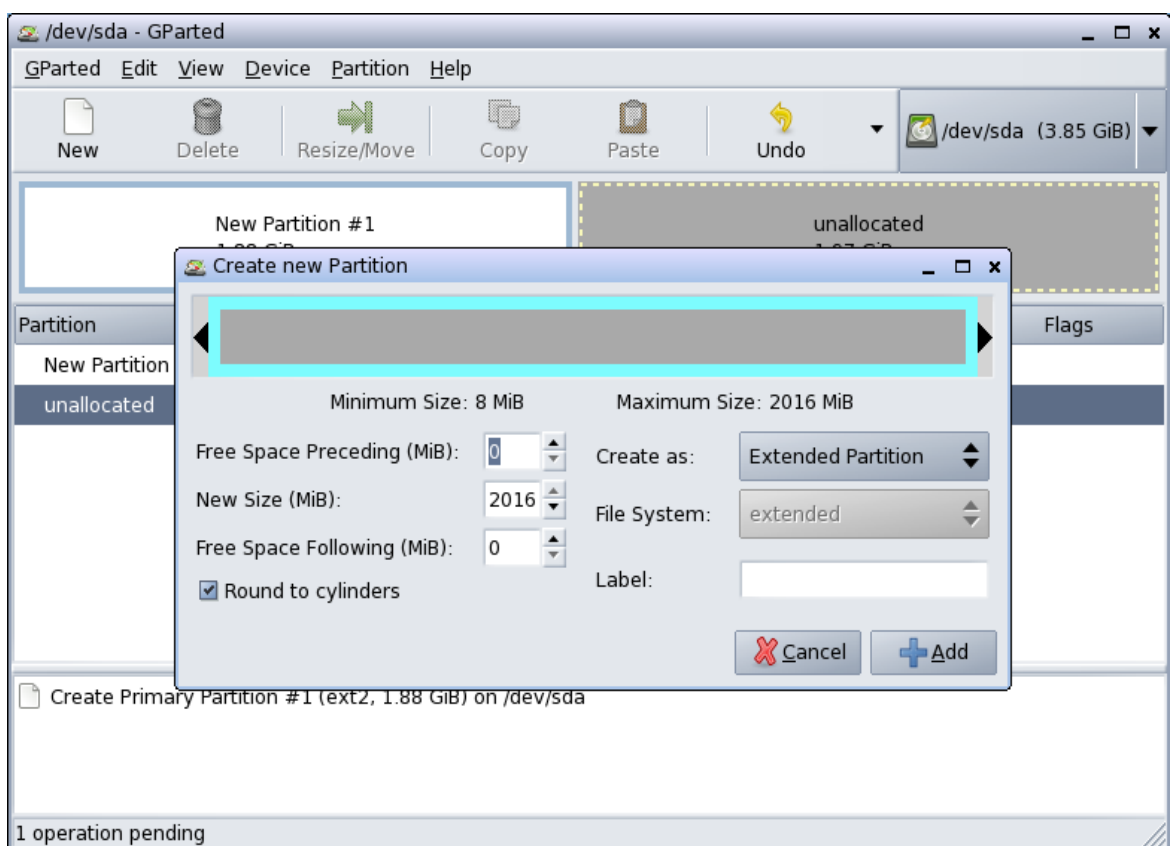 /dev/sda - GParted
GParted Edit View Device Partition Help
New Delete Resize/Move Copy Paste Undo /dev/sda (3.85 GiB)
New Partition #1
unallocated
Create new Partition
Partition
Flags
New Partition
unallocated
Minimum Size: 8 MiB Maximum Size: 2016 MiB
Free Space Preceding (MiB): 0
Create as: Extended Partition
New Size (MiB): 2016
File System: extended
Free Space Following (MiB): 0
Round to cylinders
Label:
Cancel Add
Create Primary Partition #1 (ext2, 1.88 GiB) on /dev/sda
1 operation pending